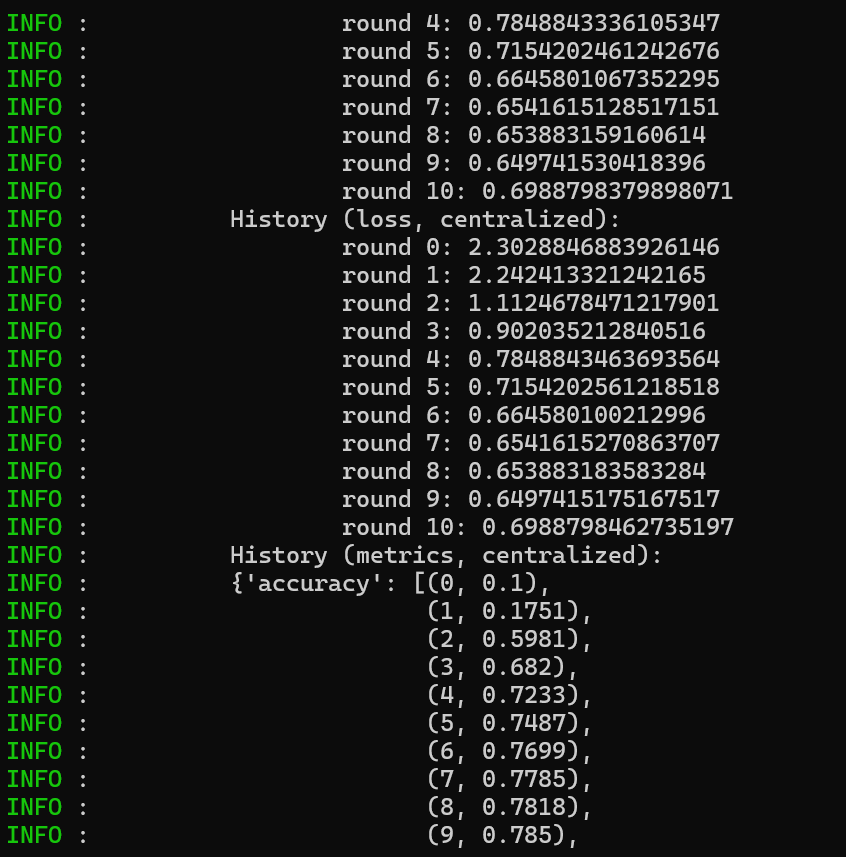 INFO :                  round 4: 0.7848843336105347
INFO :                  round 5: 0.7154202461242676
INFO :                  round 6: 0.6645801067352295
INFO :                  round 7: 0.6541615128517151
INFO :                  round 8: 0.653883159160614
INFO :                  round 9: 0.649741530418396
INFO :                  round 10: 0.6988798379898071
INFO :          History (loss, centralized):
INFO :                  round 0: 2.3028846883926146
INFO :                  round 1: 2.242413321242165
INFO :                  round 2: 1.1124678471217901
INFO :                  round 3: 0.902035212840516
INFO :                  round 4: 0.7848843463693564
INFO :                  round 5: 0.7154202561218518
INFO :                  round 6: 0.664580100212996
INFO :                  round 7: 0.6541615270863707
INFO :                  round 8: 0.653883183583284
INFO :                  round 9: 0.6497415175167517
INFO :                  round 10: 0.6988798462735197
INFO :          History (metrics, centralized):
INFO :          {'accuracy': [(0, 0.1),
INFO :                        (1, 0.1751),
INFO :                        (2, 0.5981),
INFO :                        (3, 0.682),
INFO :                        (4, 0.7233),
INFO :                        (5, 0.7487),
INFO :                        (6, 0.7699),
INFO :                        (7, 0.7785),
INFO :                        (8, 0.7818),
INFO :                        (9, 0.785),